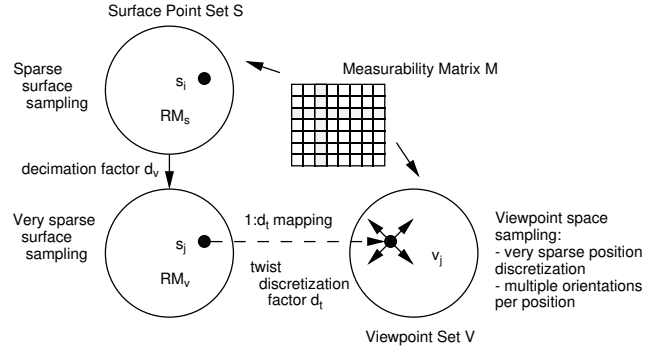 Surface Point Set S
Sparse
surface
sampling
s_i
RM_s
Measurability Matrix M
decimation factor d_v
Very sparse
surface
sampling
s_j
RM_v
1:d_t mapping
twist
discretization
factor d_t
v_j
Viewpoint space
sampling:
- very sparse position
discretization
- multiple orientations
per position
Viewpoint Set V